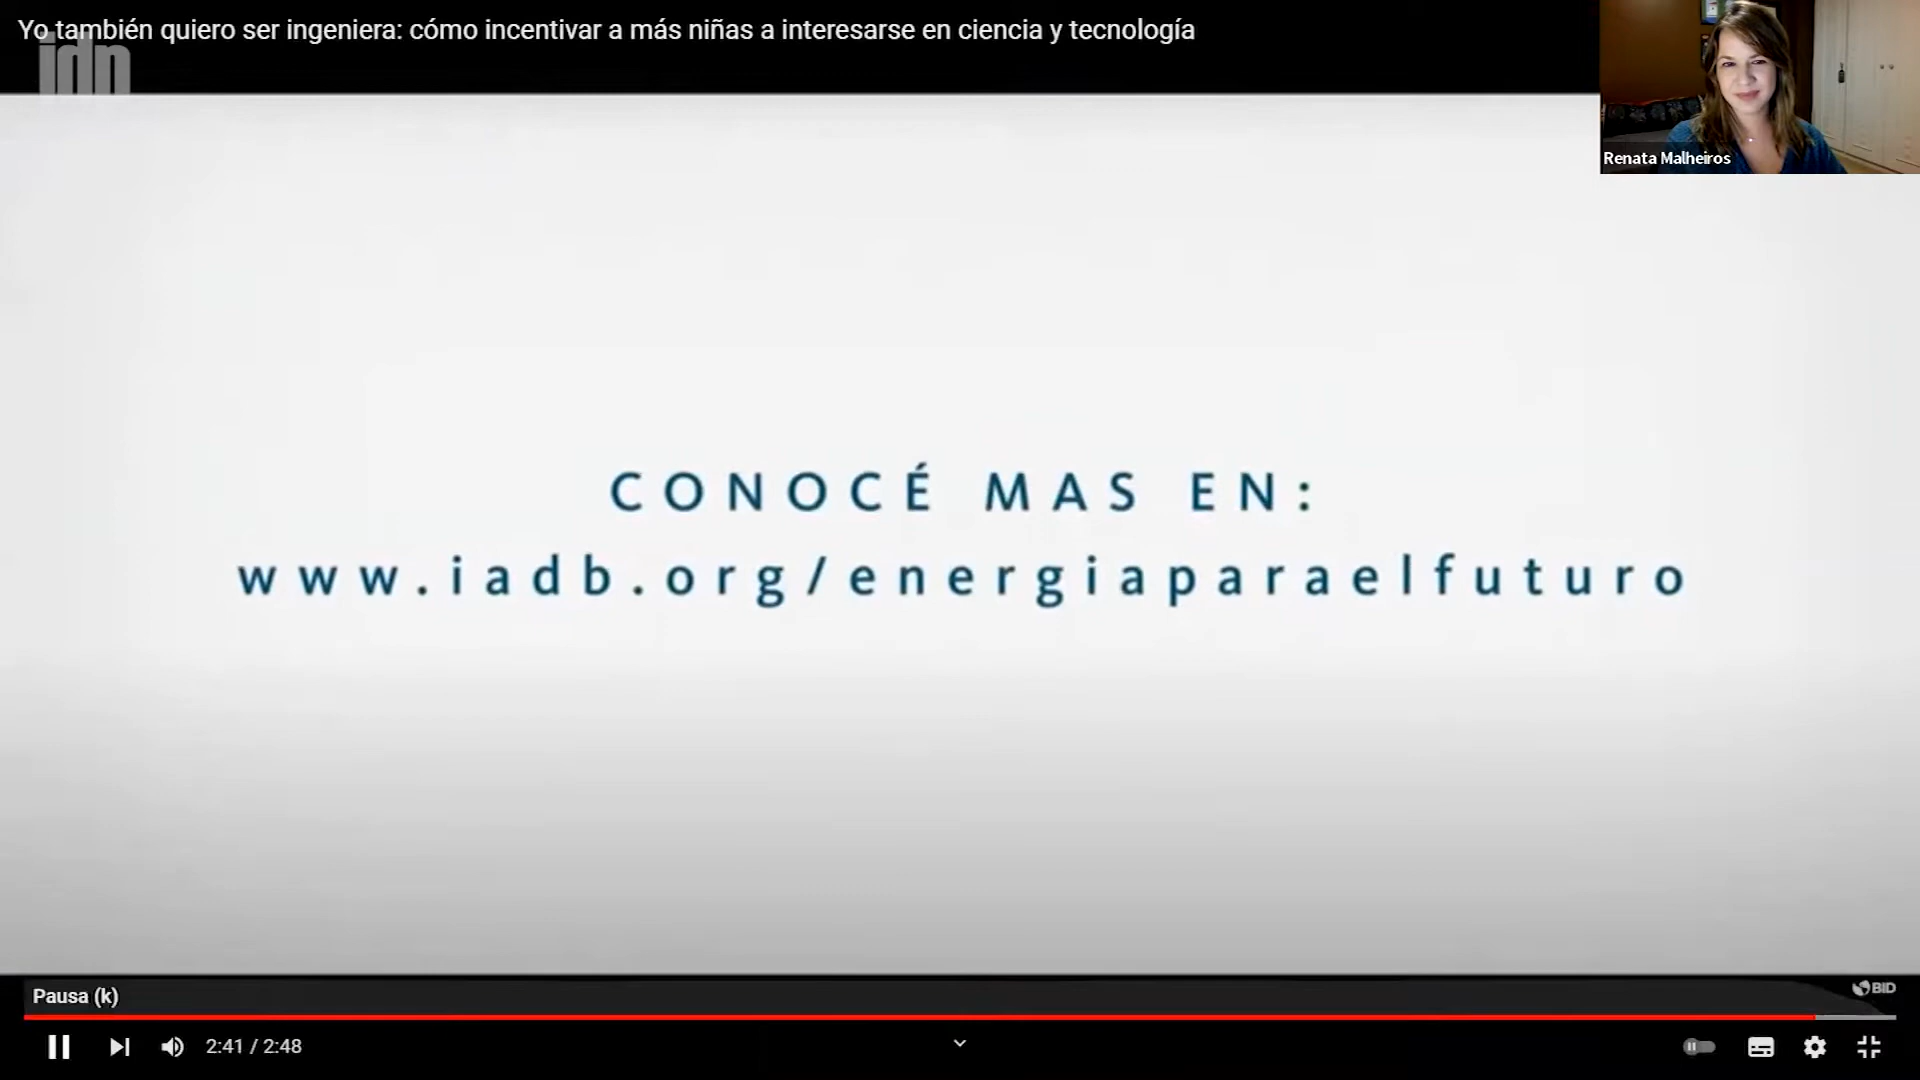 Yo también quiero ser ingeniera: cómo incentivar a más niñas a interesarse en ciencia y tecnología
idn
Renata Malheiros
CONOCÉ MAS EN:
www.iadb.org/energiaparaelfuturo
Pausa (k)
BID
2:41 / 2:48